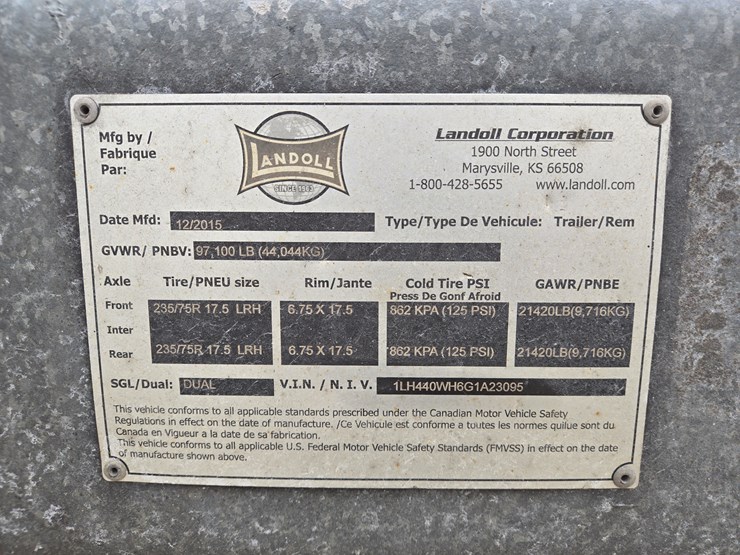 Mfg by /
Fabrique
Par:
LANDOLL
SINCE 1963
Landoll Corporation
1900 North Street
Marysville, KS 66508
1-800-428-5655 www.landoll.com
Date Mfd: 12/2015 Type/Type De Vehicule: Trailer/Rem
GVWR/ PNBV: 97,100 LB (44,044KG)
Axle Tire/PNEU size Rim/Jante Cold Tire PSI GAWR/PNBE
Press De Gonf Afroid
Front 235/75R 17.5 LRH 6.75 X 17.5 862 KPA (125 PSI) 21420LB(9,716KG)
Inter
Rear 235/75R 17.5 LRH 6.75 X 17.5 862 KPA (125 PSI) 21420LB(9,716KG)
SGL/Dual: DUAL V.I.N. / N.I.V. 1LH440WH6G1A23095
This vehicle conforms to all applicable standards prescribed under the Canadian Motor Vehicle Safety
Regulations in effect on the date of manufacture. /Ce Vehicule est conforme a toutes les normes quilue sont du
Canada en Vigueur a la date de sa fabrication.
This vehicle conforms to all applicable U.S. Federal Motor Vehicle Safety Standards (FMVSS) in effect on the date
of manufacture shown above.